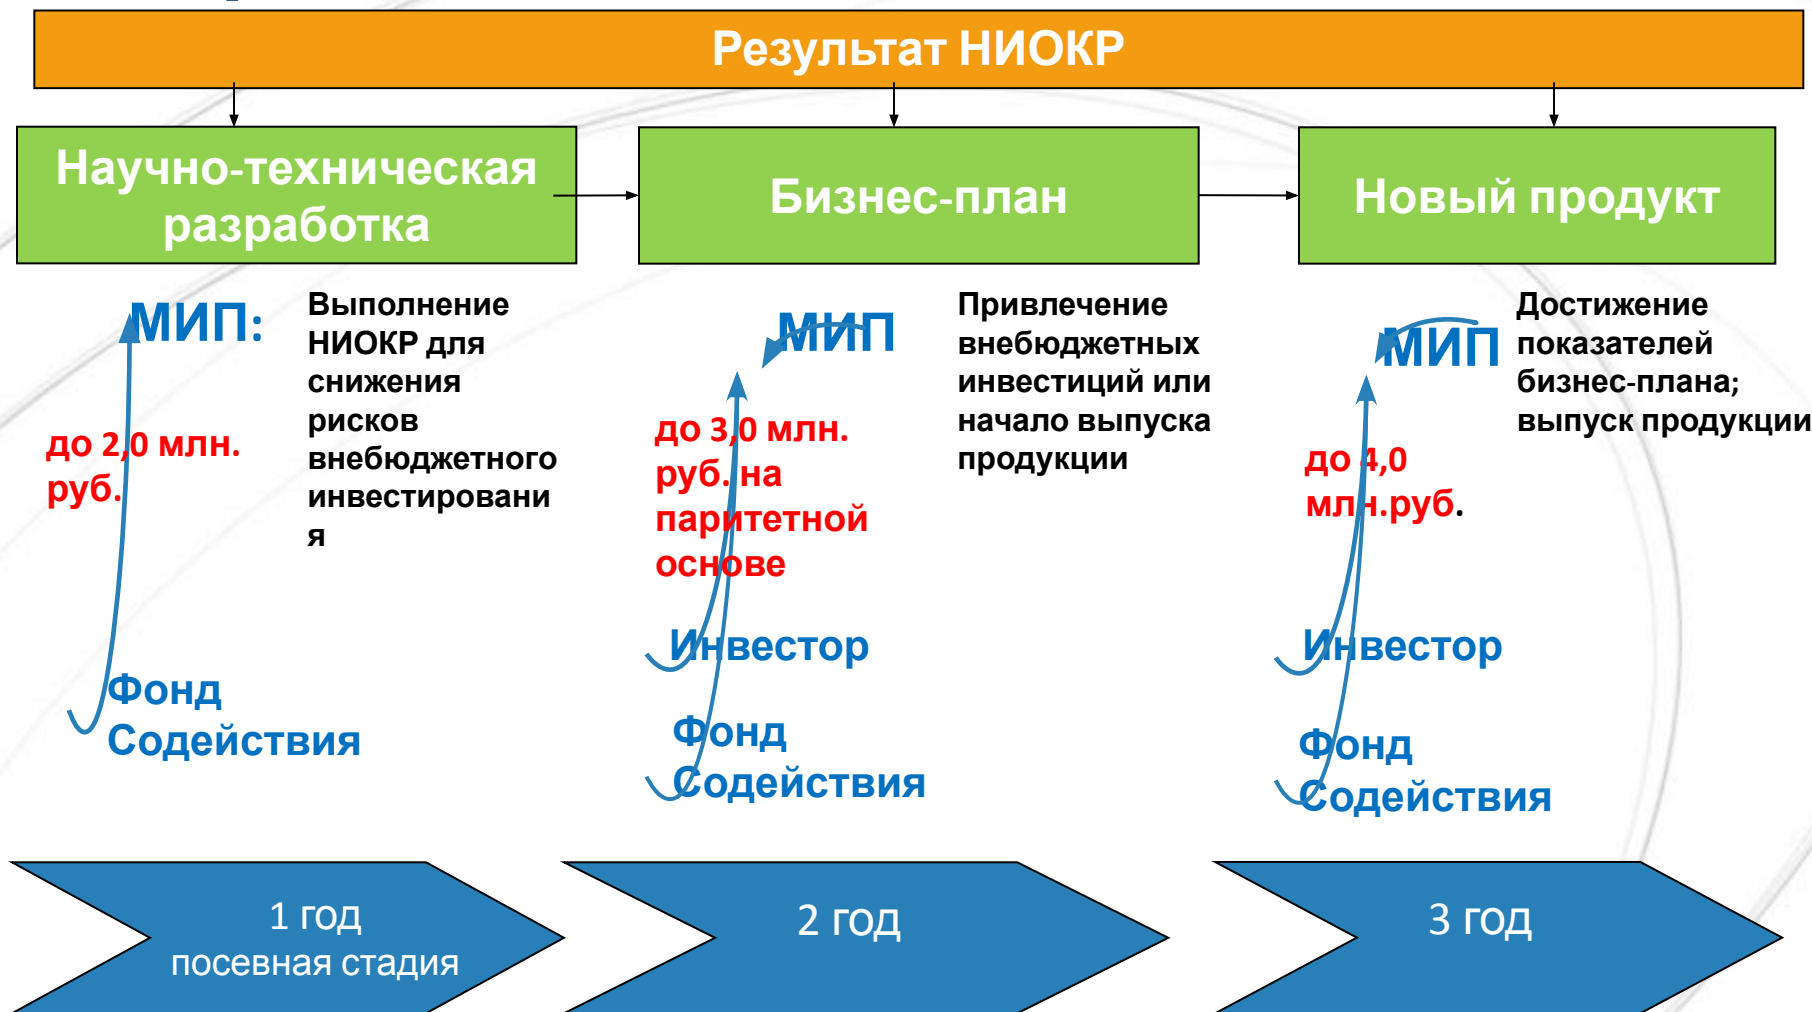 Результат НИОКР
Научно-техническая
разработка
Бизнес-план
Новый продукт
МИП:
Выполнение
НИОКР для
снижения
рисков
внебюджетного
инвестировани
я
до 2,0 млн.
руб.
Фонд
Содействия
МИП
Привлечение
внебюджетных
инвестиций или
начало выпуска
продукции
до 3,0 млн.
руб. на
паритетной
основе
Инвестор
Фонд
Содействия
МИП
Достижение
показателей
бизнес-плана;
выпуск продукции
до 4,0
млн.руб.
Инвестор
Фонд
Содействия
1 год
посевная стадия
2 год
3 год